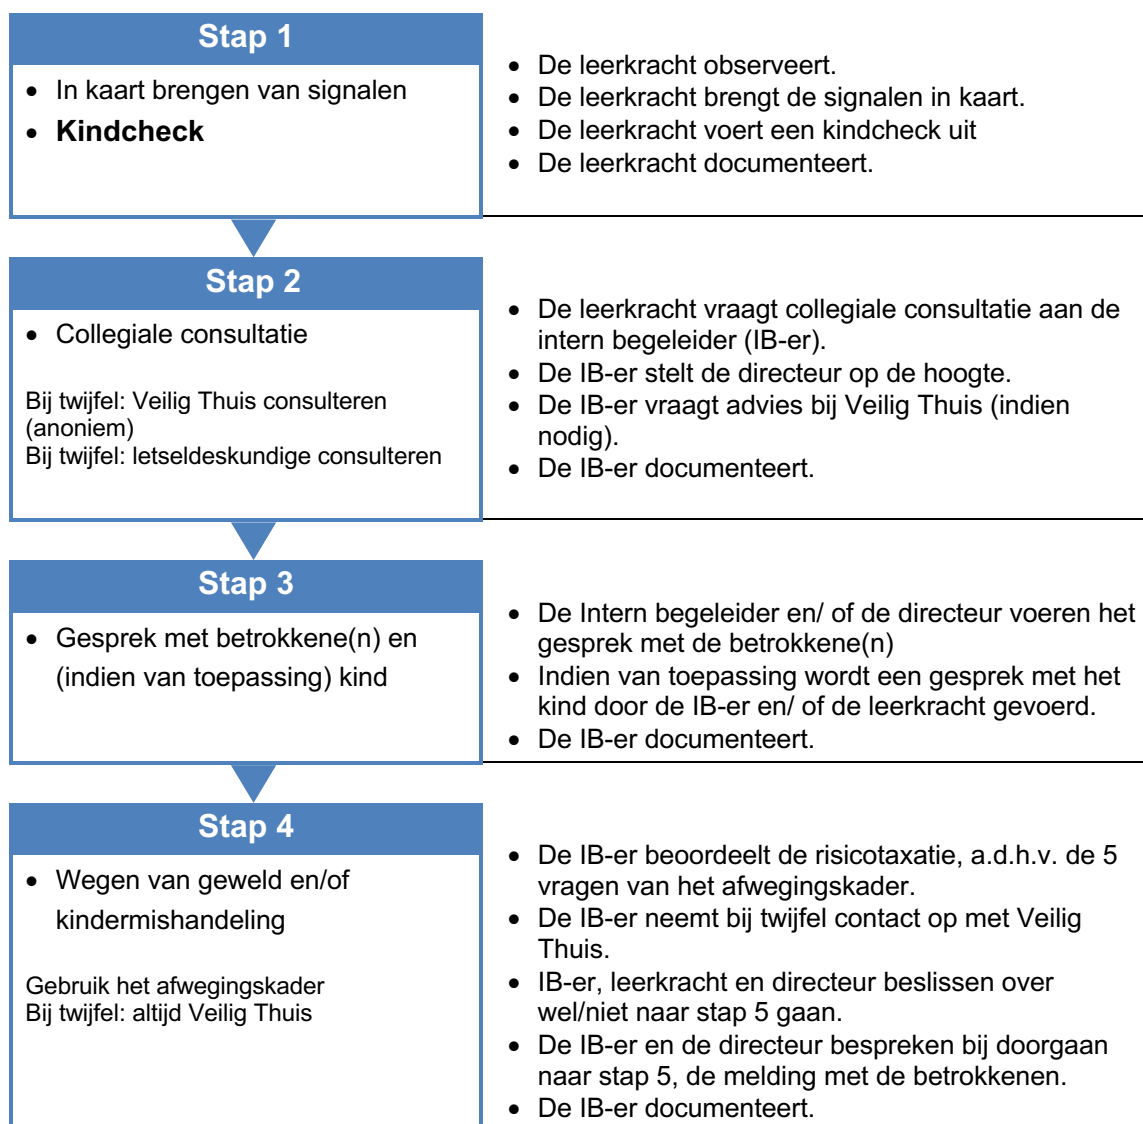 Stap 1
• In kaart brengen van signalen
• Kindcheck
• De leerkracht observeert.
• De leerkracht brengt de signalen in kaart.
• De leerkracht voert een kindcheck uit
• De leerkracht documenteert.
Stap 2
• Collegiale consultatie
Bij twijfel: Veilig Thuis consulteren
(anoniem)
Bij twijfel: letseldeskundige consulteren
• De leerkracht vraagt collegiale consultatie aan de
intern begeleider (IB-er).
• De IB-er stelt de directeur op de hoogte.
• De IB-er vraagt advies bij Veilig Thuis (indien
nodig).
• De IB-er documenteert.
Stap 3
• Gesprek met betrokkene(n) en
(indien van toepassing) kind
• De Intern begeleider en/ of de directeur voeren het
gesprek met de betrokkene(n)
• Indien van toepassing wordt een gesprek met het
kind door de IB-er en/ of de leerkracht gevoerd.
• De IB-er documenteert.
Stap 4
• Wegen van geweld en/of
kindermishandeling
Gebruik het afwegingskader
Bij twijfel: altijd Veilig Thuis
• De IB-er beoordeelt de risicotaxatie, a.d.h.v. de 5
vragen van het afwegingskader.
• De IB-er neemt bij twijfel contact op met Veilig
Thuis.
• IB-er, leerkracht en directeur beslissen over
wel/niet naar stap 5 gaan.
• De IB-er en de directeur bespreken bij doorgaan
naar stap 5, de melding met de betrokkenen.
• De IB-er documenteert.